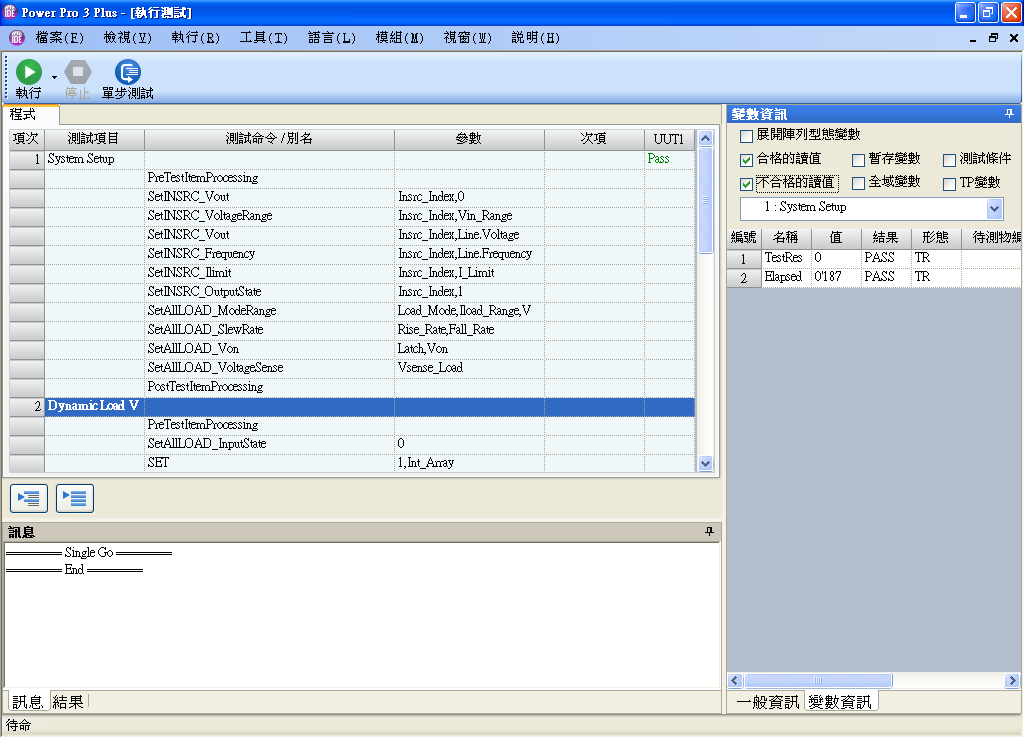 Power Pro 3 Plus - [執行測試]
檔案(F) 檢視(V) 執行(R) 工具(T) 語言(L) 模組(M) 視窗(W) 說明(H)
執行 停止 單步測試
程式
項次 測試項目 測試命令/別名 參數 次項 UUT1
1 System Setup Pass
PreTestItemProcessing
SetINSRC_Vout Insrc_Index,0
SetINSRC_VoltageRange Insrc_Index,Vin_Range
SetINSRC_Vout Insrc_Index,Line.Voltage
SetINSRC_Frequency Insrc_Index,Line.Frequency
SetINSRC_Ilimit Insrc_Index,I_Limit
SetINSRC_OutputState Insrc_Index,1
SetAllLOAD_ModeRange Load_Mode,Iload_Range,V
SetAllLOAD_SlewRate Rise_Rate,Fall_Rate
SetAllLOAD_Von Latch,Von
SetAllLOAD_VoltageSense Vsense_Load
PostTestItemProcessing
2 Dynamic Load V
PreTestItemProcessing
SetAllLOAD_InputState 0
SET 1,Int_Array
訊息
======== Single Go ========
======== End ========
訊息 結果
待命
變數資訊
展開陣列型態變數
合格的讀值 暫存變數 測試條件
不合格的讀值 全域變數 TP變數
1 : System Setup
編號 名稱 值 結果 形態 待測物編
1 TestRes 0 PASS TR
2 Elapsed 0'187 PASS TR
一般資訊 變數資訊